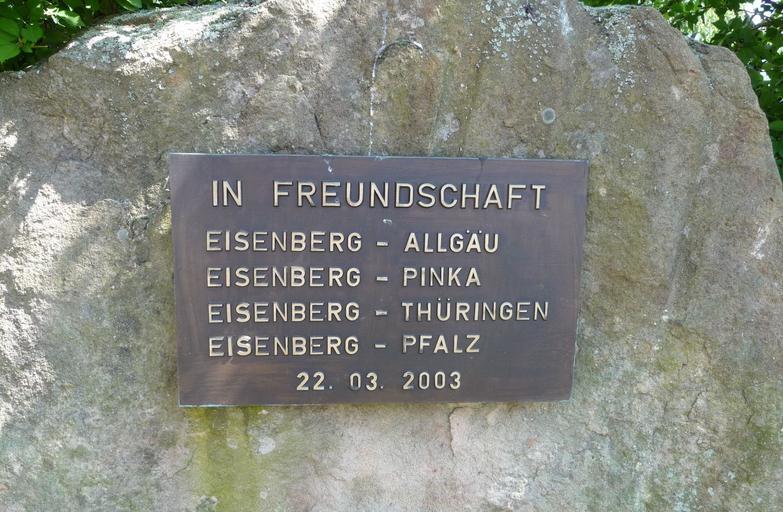 IN FREUNDSCHAFT
EISENBERG - ALLGÄU
EISENBERG - PINKA
EISENBERG - THÜRINGEN
EISENBERG - PFALZ
22. 03. 2003